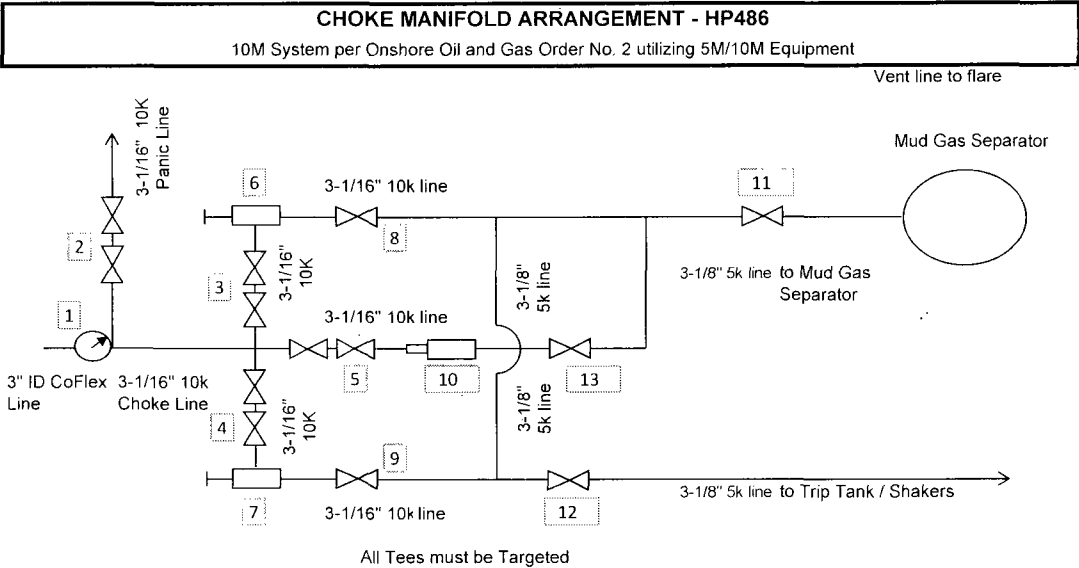 CHOKE MANIFOLD ARRANGEMENT - HP486
10M System per Onshore Oil and Gas Order No. 2 utilizing 5M/10M Equipment
Vent line to flare
Mud Gas Separator
3-1/16" 10K
Panic Line
6
3-1/16" 10k line
11
2
8
3
3-1/16"
10K
3-1/8"
5k line
3-1/8" 5k line to Mud Gas
Separator
1
3-1/16" 10k line
3" ID CoFlex
Line
3-1/16" 10k
Choke Line
5
10
13
4
3-1/16"
10K
3-1/8"
5k line
9
7
3-1/16" 10k line
12
3-1/8" 5k line to Trip Tank / Shakers
All Tees must be Targeted